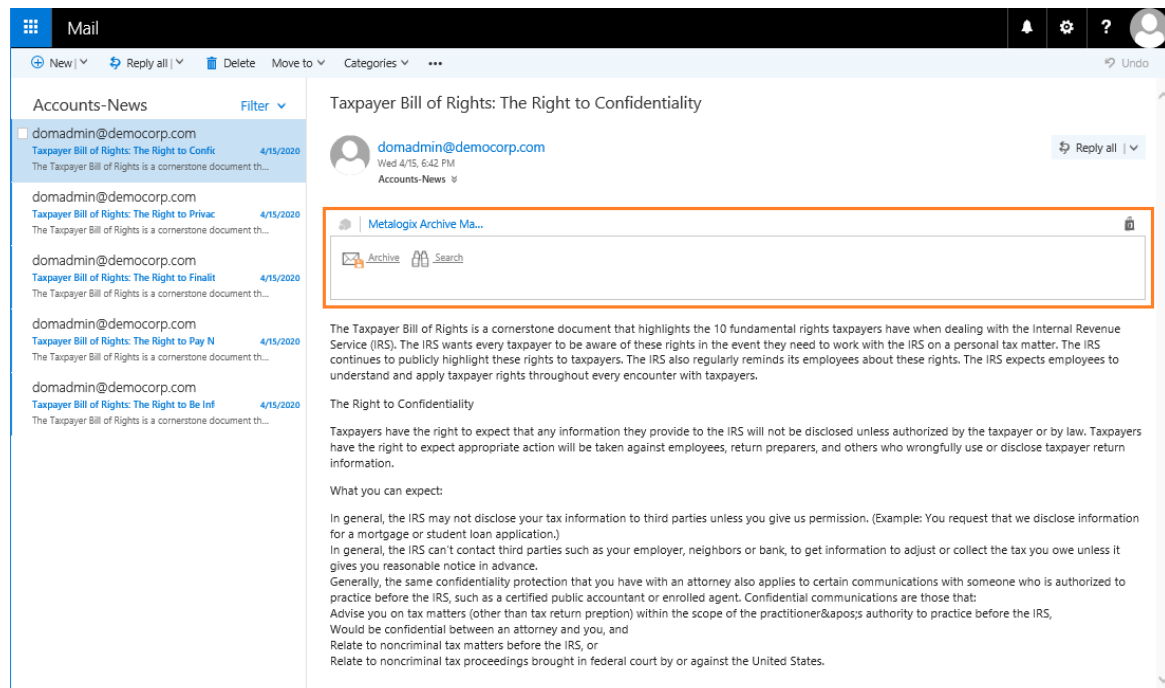 Mail
?
New
Reply all
Delete
Move to
Categories
Undo
Accounts-News
Filter
domadmin@democorp.com
Taxpayer Bill of Rights: The Right to Confic 4/15/2020
The Taxpayer Bill of Rights is a cornerstone document th...
domadmin@democorp.com
Taxpayer Bill of Rights: The Right to Privac 4/15/2020
The Taxpayer Bill of Rights is a cornerstone document th...
domadmin@democorp.com
Taxpayer Bill of Rights: The Right to Finalit 4/15/2020
The Taxpayer Bill of Rights is a cornerstone document th...
domadmin@democorp.com
Taxpayer Bill of Rights: The Right to Pay N 4/15/2020
The Taxpayer Bill of Rights is a cornerstone document th...
domadmin@democorp.com
Taxpayer Bill of Rights: The Right to Be Inf 4/15/2020
The Taxpayer Bill of Rights is a cornerstone document th...
Taxpayer Bill of Rights: The Right to Confidentiality
domadmin@democorp.com
Wed 4/15, 6:42 PM
Accounts-News
Reply all
Metalogix Archive Ma...
Archive
Search
The Taxpayer Bill of Rights is a cornerstone document that highlights the 10 fundamental rights taxpayers have when dealing with the Internal Revenue
Service (IRS). The IRS wants every taxpayer to be aware of these rights in the event they need to work with the IRS on a personal tax matter. The IRS
continues to publicly highlight these rights to taxpayers. The IRS also regularly reminds its employees about these rights. The IRS expects employees to
understand and apply taxpayer rights throughout every encounter with taxpayers.
The Right to Confidentiality
Taxpayers have the right to expect that any information they provide to the IRS will not be disclosed unless authorized by the taxpayer or by law. Taxpayers
have the right to expect appropriate action will be taken against employees, return preparers, and others who wrongfully use or disclose taxpayer return
information.
What you can expect:
In general, the IRS may not disclose your tax information to third parties unless you give us permission. (Example: You request that we disclose information
for a mortgage or student loan application.)
In general, the IRS can't contact third parties such as your employer, neighbors or bank, to get information to adjust or collect the tax you owe unless it
gives you reasonable notice in advance.
Generally, the same confidentiality protection that you have with an attorney also applies to certain communications with someone who is authorized to
practice before the IRS, such as a certified public accountant or enrolled agent. Confidential communications are those that:
Advise you on tax matters (other than tax return preption) within the scope of the practitioner&apos;s authority to practice before the IRS,
Would be confidential between an attorney and you, and
Relate to noncriminal tax matters before the IRS, or
Relate to noncriminal tax proceedings brought in federal court by or against the United States.